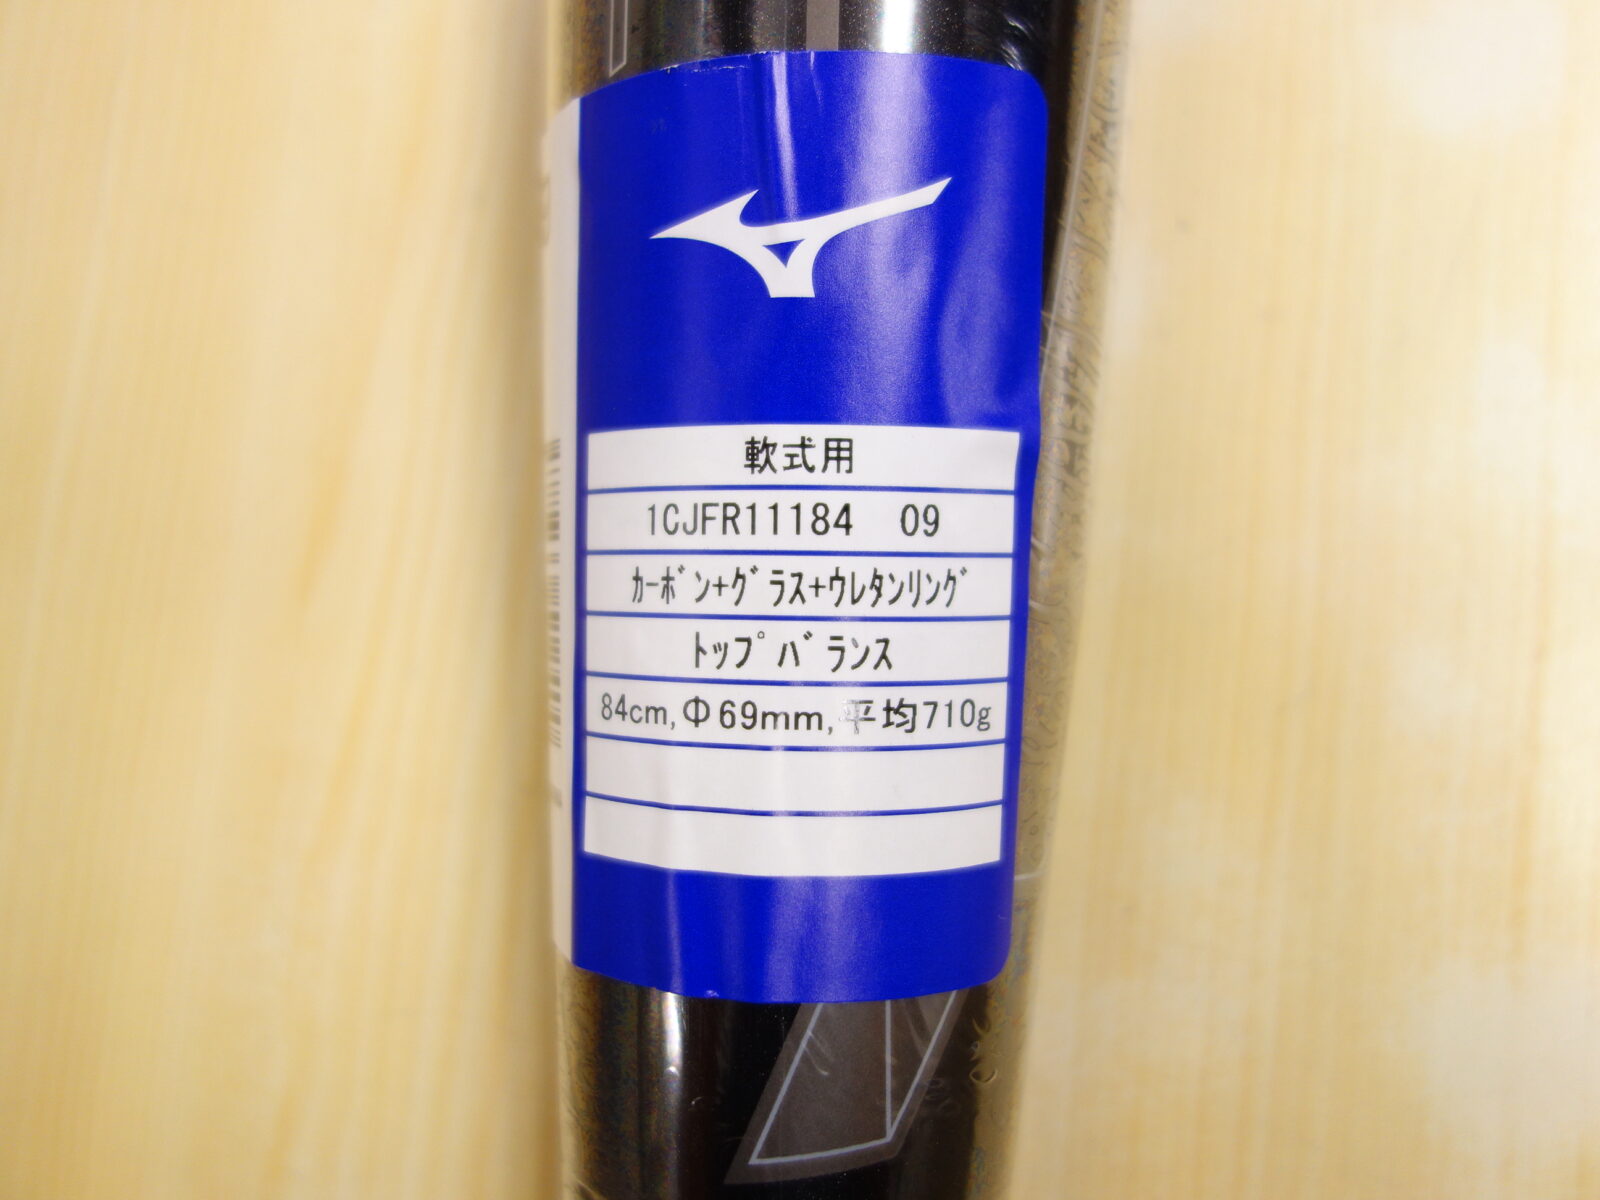 軟式用
1CJFR11184 09
ｶｰﾎﾞﾝ+ｸﾞﾗｽ+ｳﾚﾀﾝﾘﾝｸﾞ
ﾄｯﾌﾟﾊﾞﾗﾝｽ
84cm,Φ69mm,平均710g